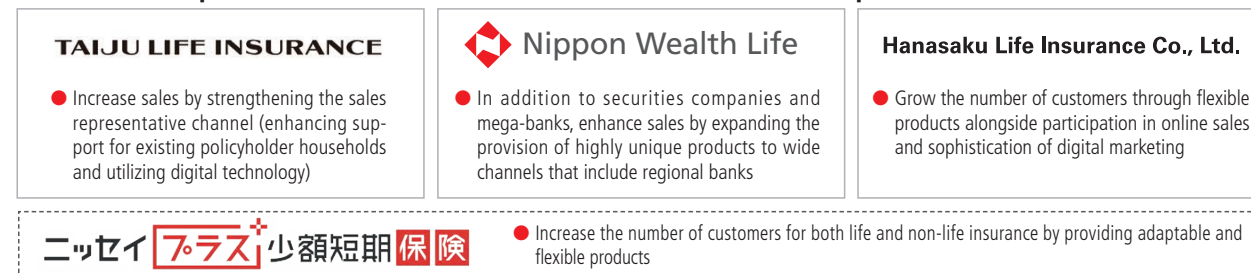 TAIJU LIFE INSURANCE
● Increase sales by strengthening the sales
representative channel (enhancing sup-
port for existing policyholder households
and utilizing digital technology)
Nippon Wealth Life
● In addition to securities companies and
mega-banks, enhance sales by expanding the
provision of highly unique products to wide
channels that include regional banks
Hanasaku Life Insurance Co., Ltd.
● Grow the number of customers through flexible
products alongside participation in online sales
and sophistication of digital marketing
ニッセイプラス少額短期保険
● Increase the number of customers for both life and non-life insurance by providing adaptable and
flexible products